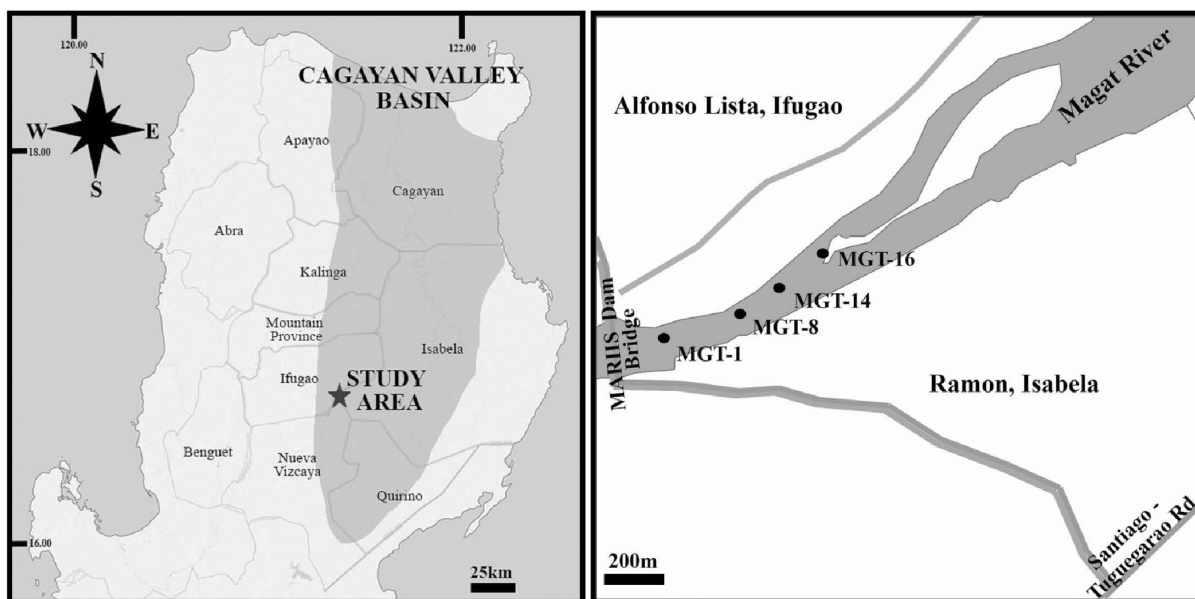 120.00
122.00
N
W
E
S
18.00
16.00
CAGAYAN VALLEY
BASIN
Apayao
Cagayan
Abra
Kalinga
Mountain
Province
Isabela
Ifugao
STUDY
AREA
Benguet
Nueva
Vizcaya
Quirino
25km
Alfonso Lista, Ifugao
Magat River
MGT-16
MGT-14
MGT-8
MGT-1
MARIIS Dam
Bridge
Ramon, Isabela
Santiago -
Tuguegarao Rd
200m